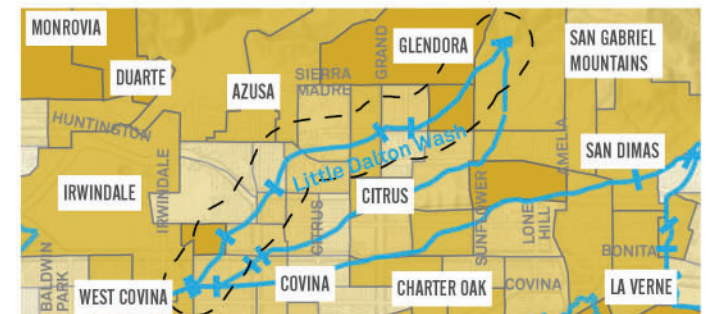 MONROVIA
DUARTE
AZUSA
SIERRA
MADRE
GRAND
GLENDORA
SAN GABRIEL
MOUNTAINS
HUNTINGTON
IRWINDALE
IRWINDALE
Little Dalton Wash
CITRUS
CITRUS
SUNFLOWER
LONE
HILL
AMELIA
SAN DIMAS
BONITA
BALDWIN
PARK
WEST COVINA
COVINA
CHARTER OAK
COVINA
LA VERNE